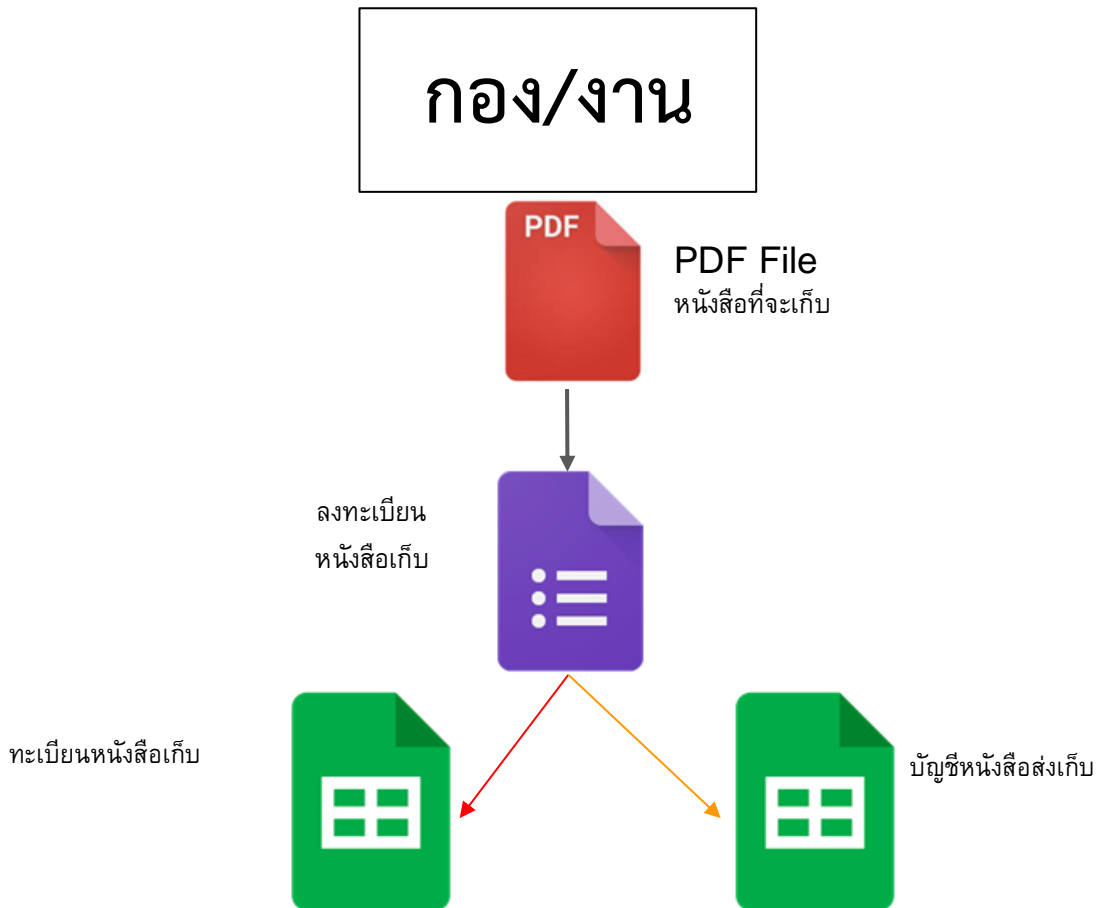 กอง/งาน
PDF
PDF File
หนังสือที่จะเก็บ
ลงทะเบียน
หนังสือเก็บ
ทะเบียนหนังสือเก็บ
บัญชีหนังสือส่งเก็บ